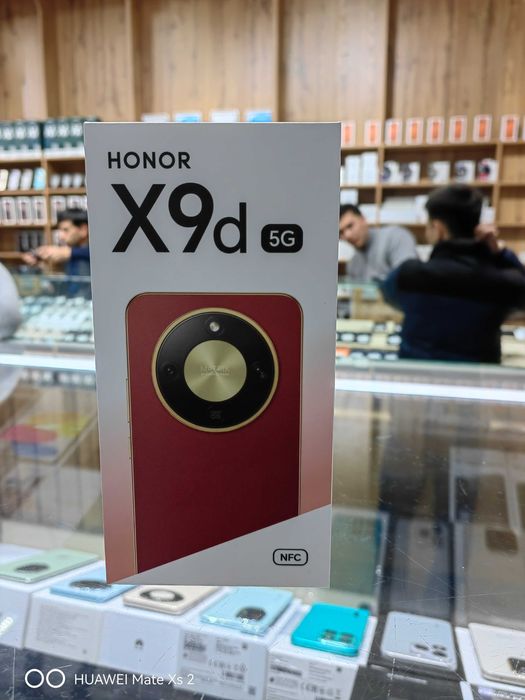 HONOR
X9d 5G
NFC
HUAWEI Mate Xs 2